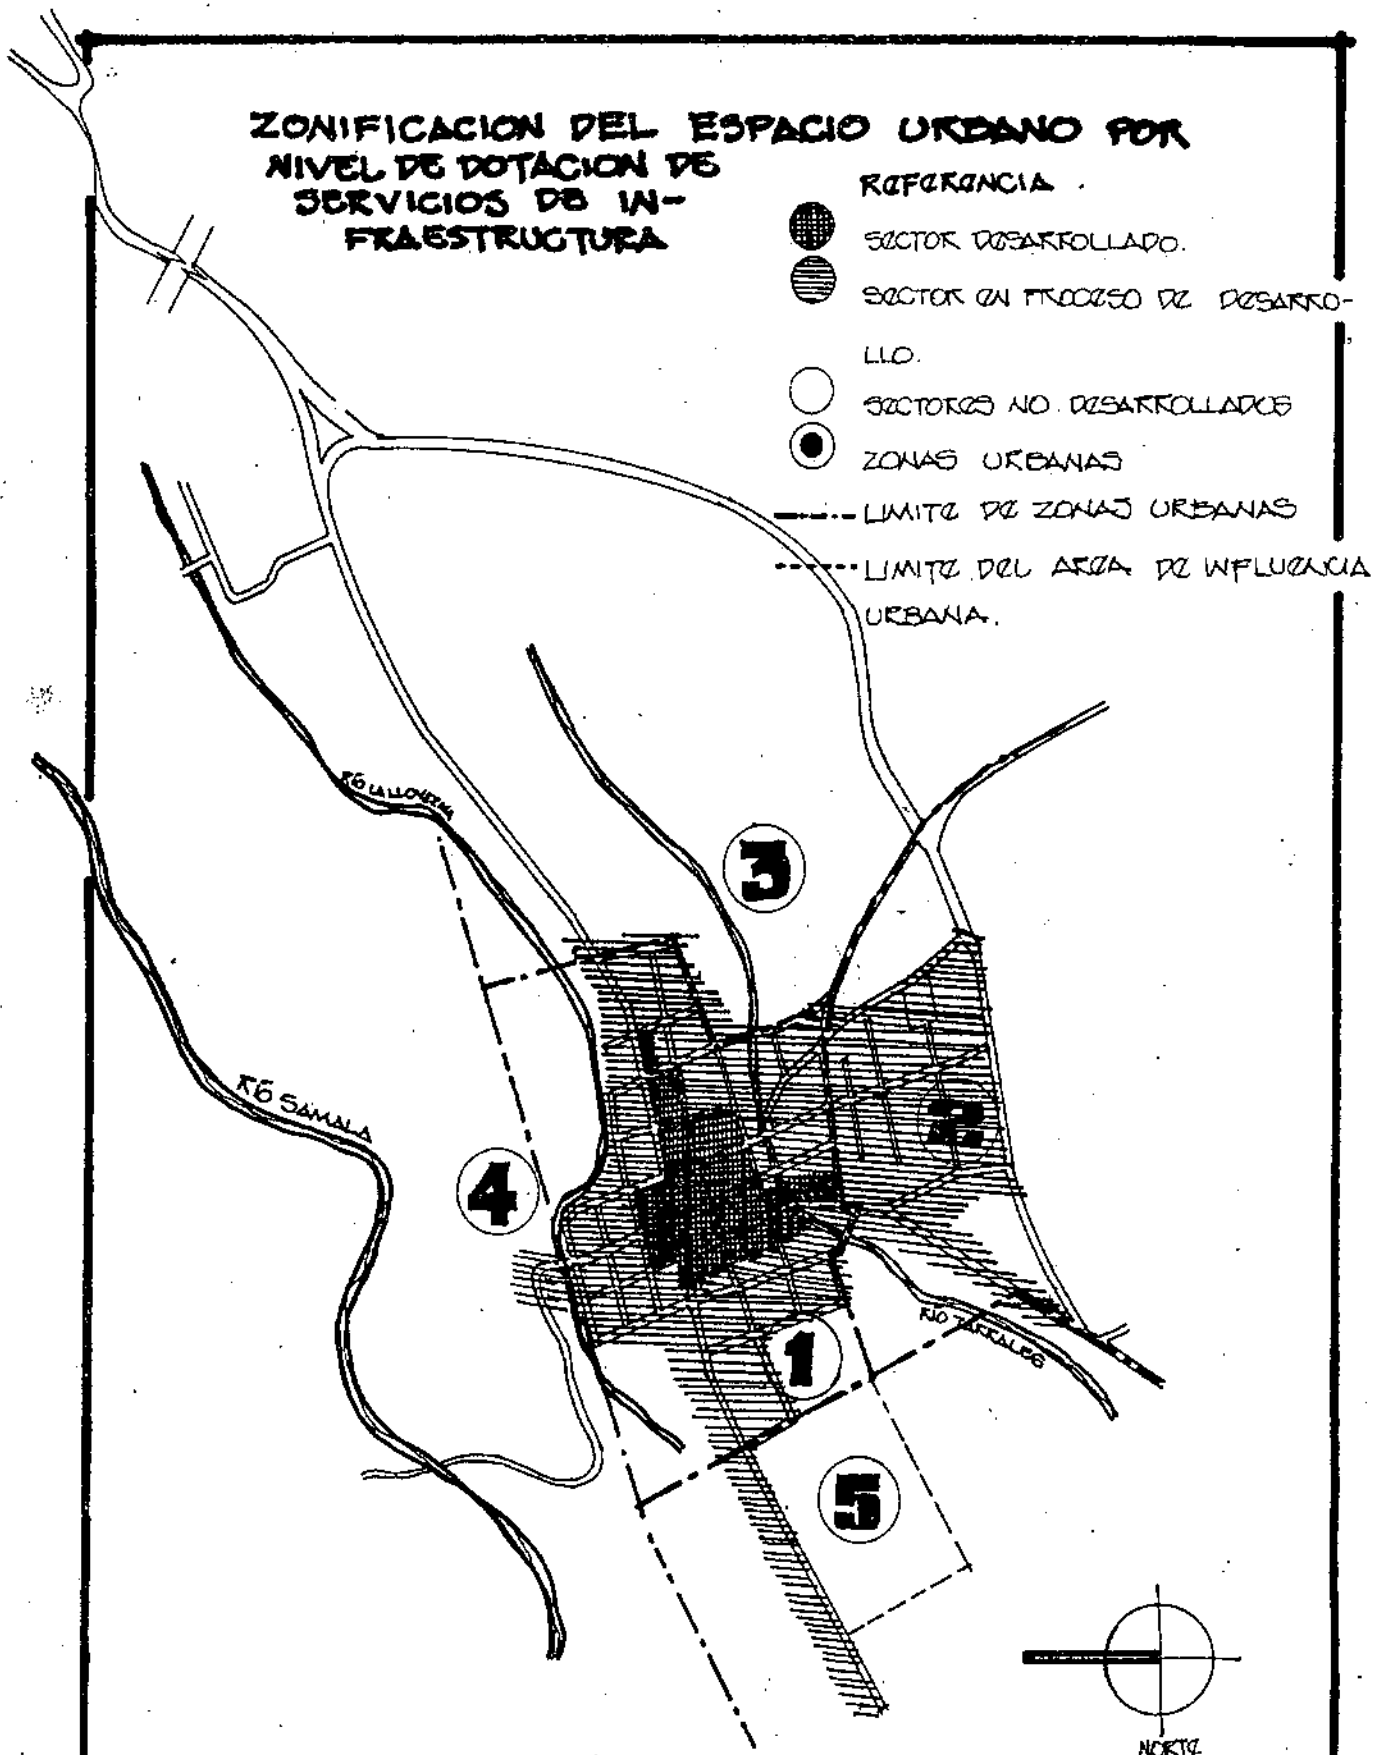 ZONIFICACION DEL ESPACIO URBANO POR
NIVEL DE DOTACION DE
SERVICIOS DE IN-
FRAESTRUCTURA
REFERENCIA.
SECTOR DESARROLLADO.
SECTOR EN PROCESO DE DESARRO-
LLO.
SECTORES NO DESARROLLADOS
ZONAS URBANAS
LIMITE DE ZONAS URBANAS
LIMITE DEL AREA DE INFLUENCIA
URBANA.
3
RÍO SAMALA
2
4
RIO TARRALES
1
5
NORTE